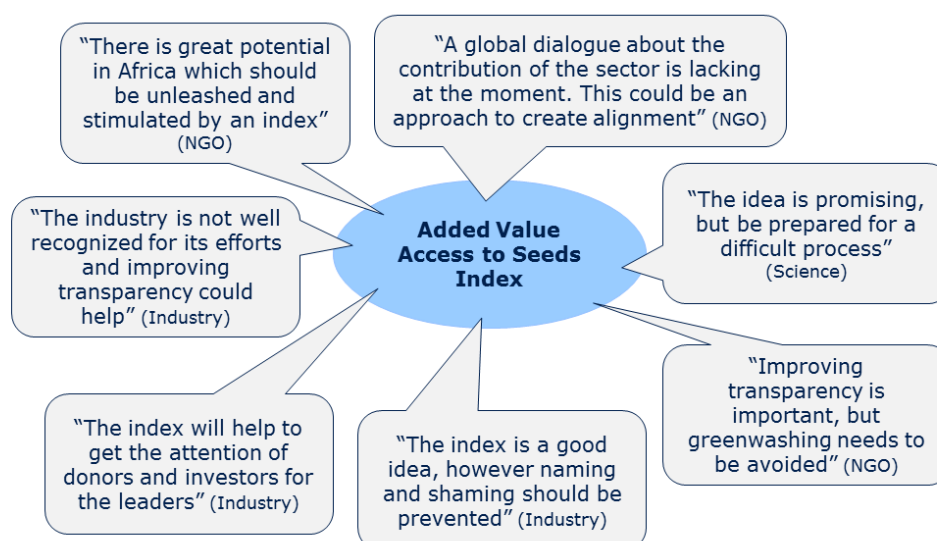 “There is great potential
in Africa which should
be unleashed and
stimulated by an index”
(NGO)
“A global dialogue about the
contribution of the sector is lacking
at the moment. This could be an
approach to create alignment” (NGO)
“The industry is not well
recognized for its efforts
and improving
transparency could
help” (Industry)
Added Value
Access to Seeds
Index
“The idea is promising,
but be prepared for a
difficult process”
(Science)
“The index will help to
get the attention of
donors and investors for
the leaders” (Industry)
“The index is a good
idea, however naming
and shaming should be
prevented” (Industry)
“Improving
transparency is
important, but
greenwashing needs to
be avoided” (NGO)